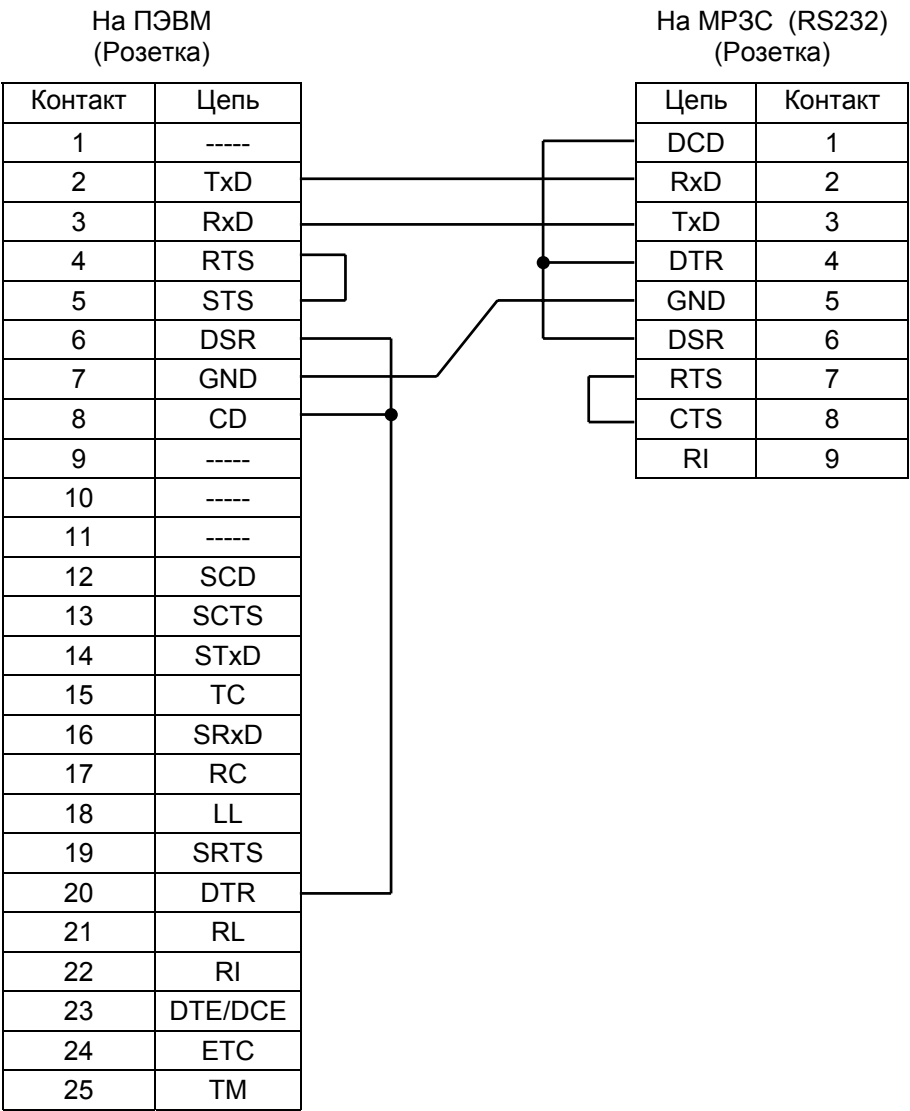 На ПЭВМ
(Розетка)
На МРЗС (RS232)
(Розетка)
Контакт Цепь
1 -----
2 TxD
3 RxD
4 RTS
5 STS
6 DSR
7 GND
8 CD
9 -----
10 -----
11 -----
12 SCD
13 SCTS
14 STxD
15 TC
16 SRxD
17 RC
18 LL
19 SRTS
20 DTR
21 RL
22 RI
23 DTE/DCE
24 ETC
25 TM
Цепь Контакт
DCD 1
RxD 2
TxD 3
DTR 4
GND 5
DSR 6
RTS 7
CTS 8
RI 9